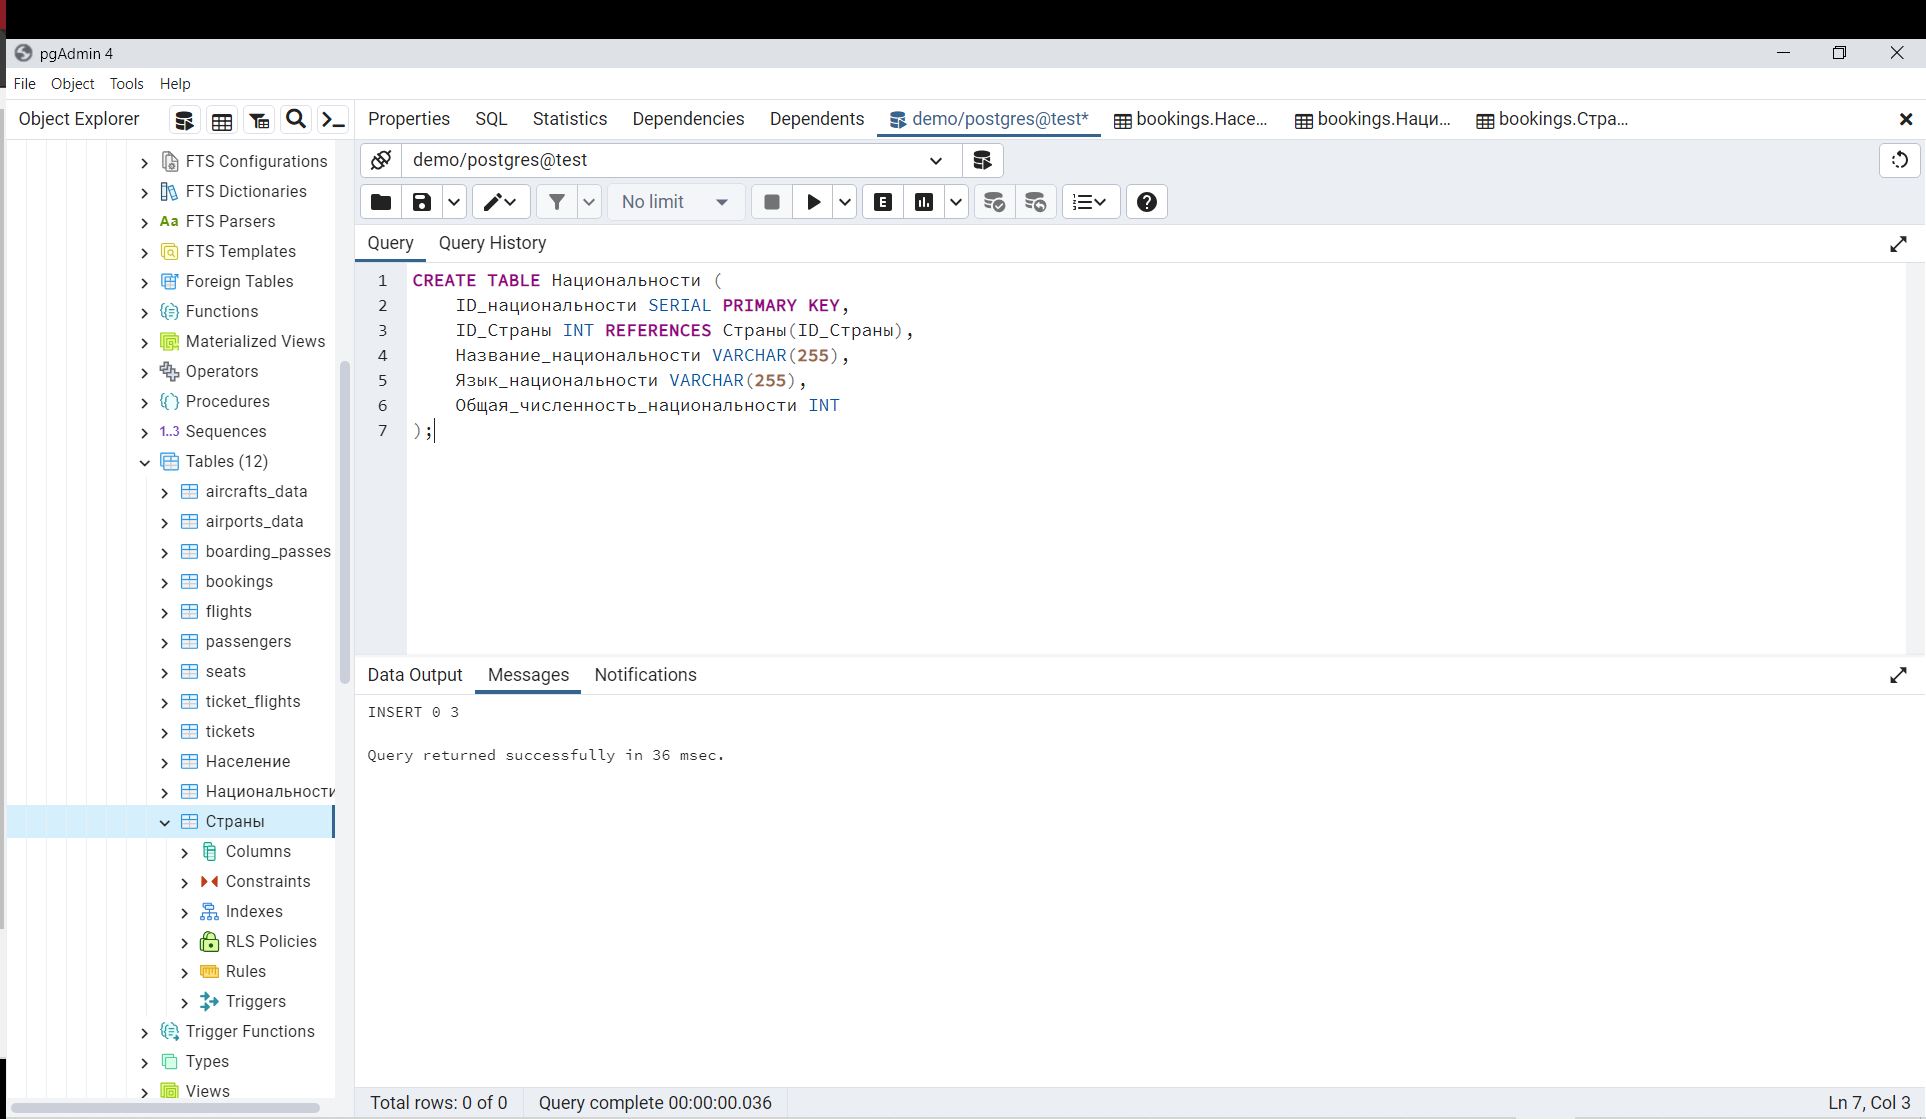 pgAdmin 4
File Object Tools Help
Object Explorer
Properties SQL Statistics Dependencies Dependents demo/postgres@test* bookings.Насе... bookings.Наци... bookings.Стра...
demo/postgres@test
No limit
Query Query History
FTS Configurations
FTS Dictionaries
FTS Parsers
FTS Templates
Foreign Tables
Functions
Materialized Views
Operators
Procedures
1..3 Sequences
Tables (12)
aircrafts_data
airports_data
boarding_passes
bookings
flights
passengers
seats
ticket_flights
tickets
Население
Национальности
Страны
Columns
Constraints
Indexes
RLS Policies
Rules
Triggers
Trigger Functions
Types
Views
1 CREATE TABLE Национальности (
2 ID_национальности SERIAL PRIMARY KEY,
3 ID_Страны INT REFERENCES Страны(ID_Страны),
4 Название_национальности VARCHAR(255),
5 Язык_национальности VARCHAR(255),
6 Общая_численность_национальности INT
7 );
Data Output Messages Notifications
INSERT 0 3
Query returned successfully in 36 msec.
Total rows: 0 of 0 Query complete 00:00:00.036 Ln 7, Col 3